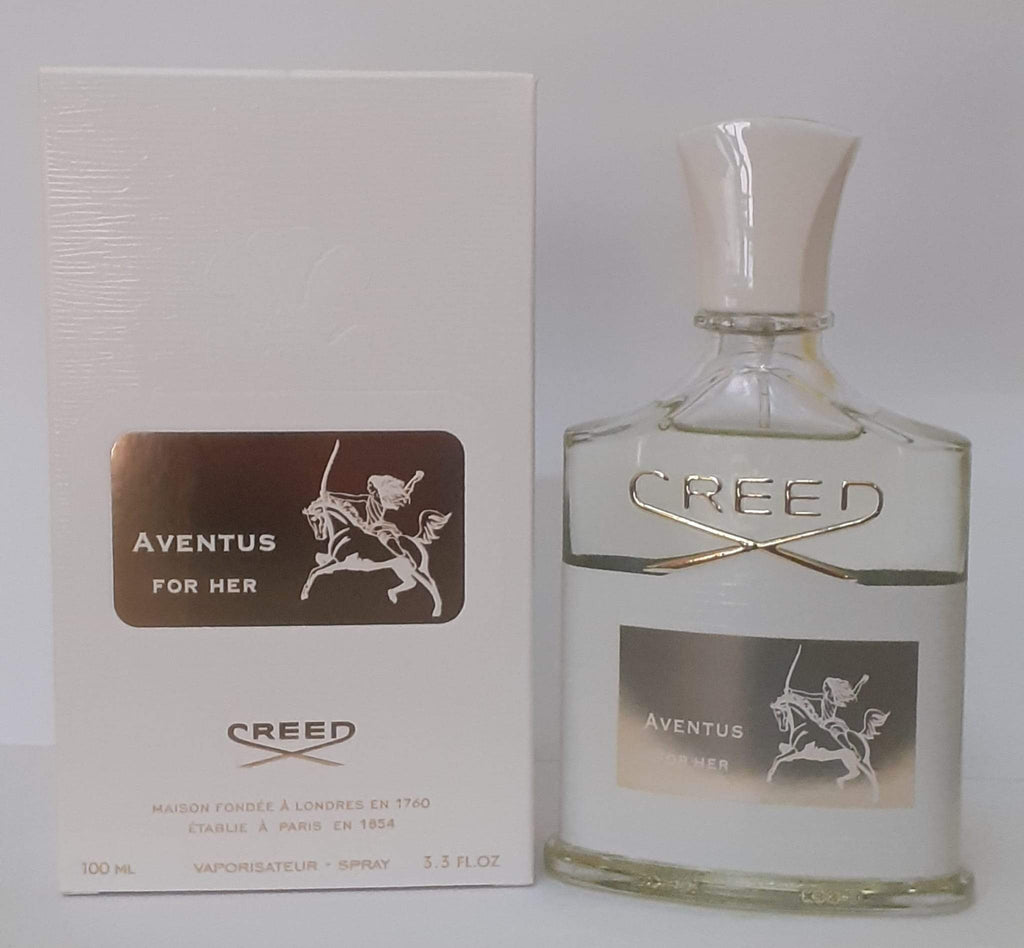 AVENTUS
FOR HER
CREED
MAISON FONDÉE À LONDRES EN 1760
ÉTABLIE À PARIS EN 1854
100 ML VAPORISATEUR - SPRAY 3.3 FL.OZ
CREED
AVENTUS
FOR HER